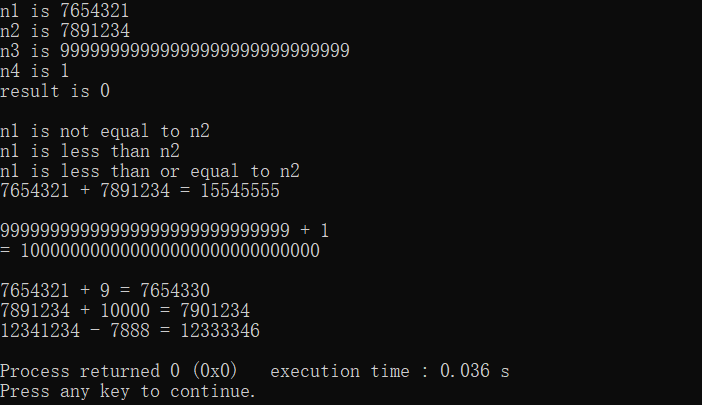 n1 is 7654321
n2 is 7891234
n3 is 99999999999999999999999999999
n4 is 1
result is 0
n1 is not equal to n2
n1 is less than n2
n1 is less than or equal to n2
7654321 + 7891234 = 15545555
99999999999999999999999999999 + 1
= 100000000000000000000000000000
7654321 + 9 = 7654330
7891234 + 10000 = 7901234
12341234 - 7888 = 12333346
Process returned 0 (0x0)   execution time : 0.036 s
Press any key to continue.